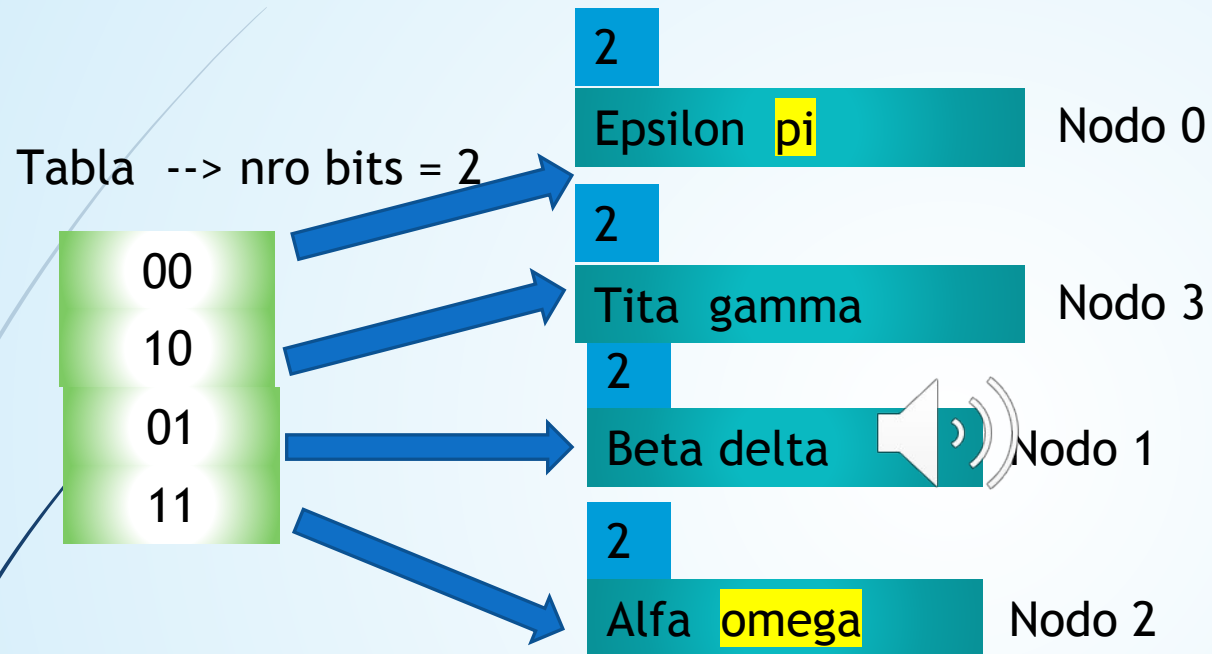 Tabla --> nro bits = 2
00
10
01
11
2
Epsilon pi
Nodo 0
2
Tita gamma
Nodo 3
2
Beta delta
Nodo 1
2
Alfa omega
Nodo 2